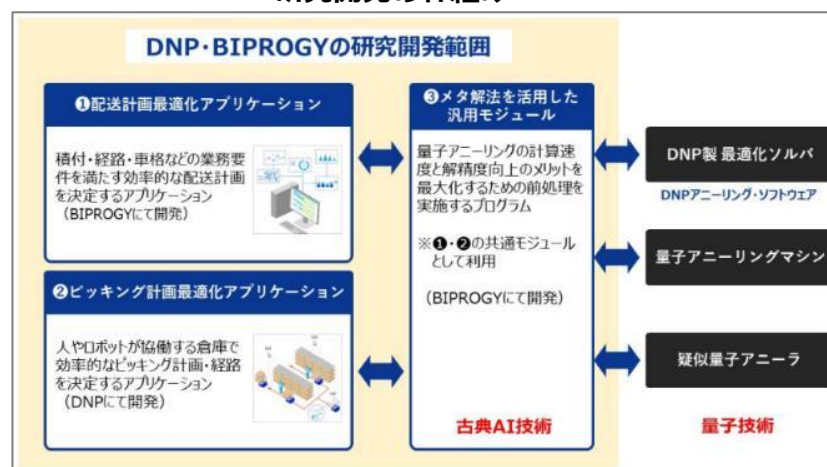 DNP・BIPROGYの研究開発範囲
❶配送計画最適化アプリケーション
積付・経路・車格などの業務要
件を満たす効率的な配送計画
を決定するアプリケーション
（BIPROGYにて開発）
❷ピッキング計画最適化アプリケーション
人やロボットが協働する倉庫で
効率的なピッキング計画・経路
を決定するアプリケーション
（DNPにて開発）
❸メタ解法を活用した
汎用モジュール
量子アニーリングの計算速
度と解精度向上のメリットを
最大化するための前処理を
実施するプログラム
※❶・❷の共通モジュール
として利用
（BIPROGYにて開発）
古典AI技術
DNP製 最適化ソルバ
DNPアニーリング・ソフトウェア
量子アニーリングマシン
疑似量子アニーラ
量子技術